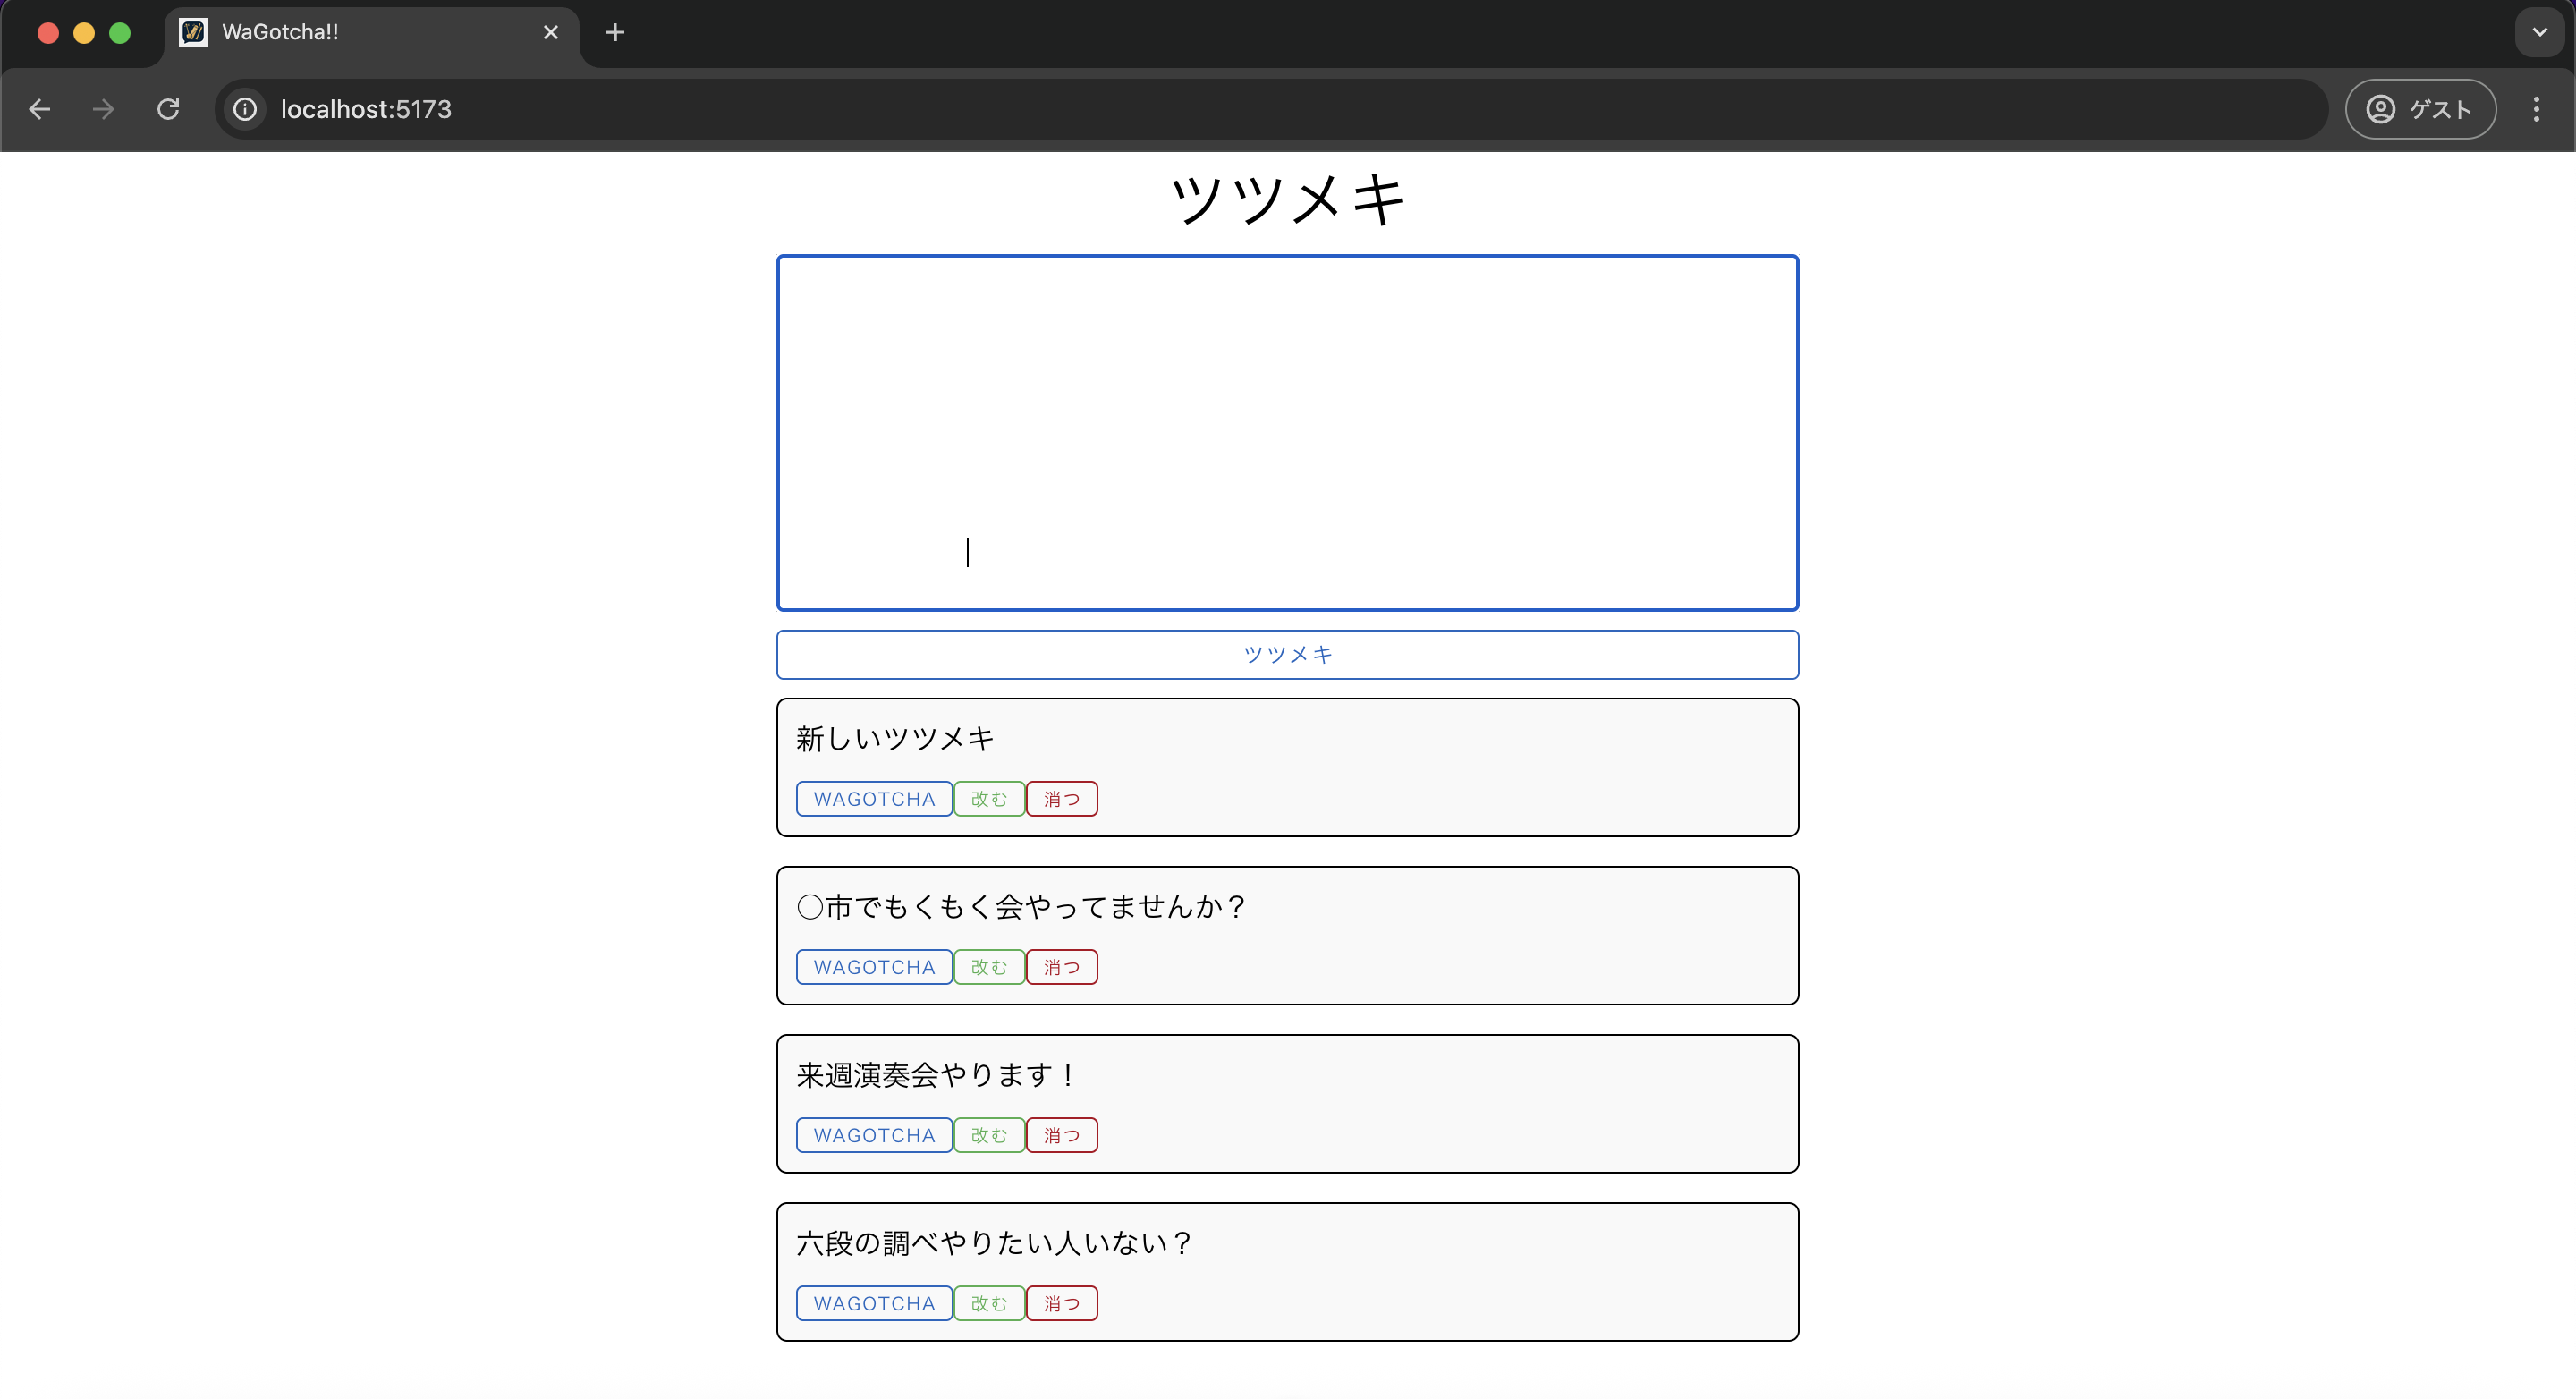 WaGotcha!!
localhost:5173
ゲスト
ツツメキ
ツツメキ
新しいツツメキ
WAGOTCHA 改む 消つ
〇市でもくもく会やってませんか？
WAGOTCHA 改む 消つ
来週演奏会やります！
WAGOTCHA 改む 消つ
六段の調べやりたい人いない？
WAGOTCHA 改む 消つ